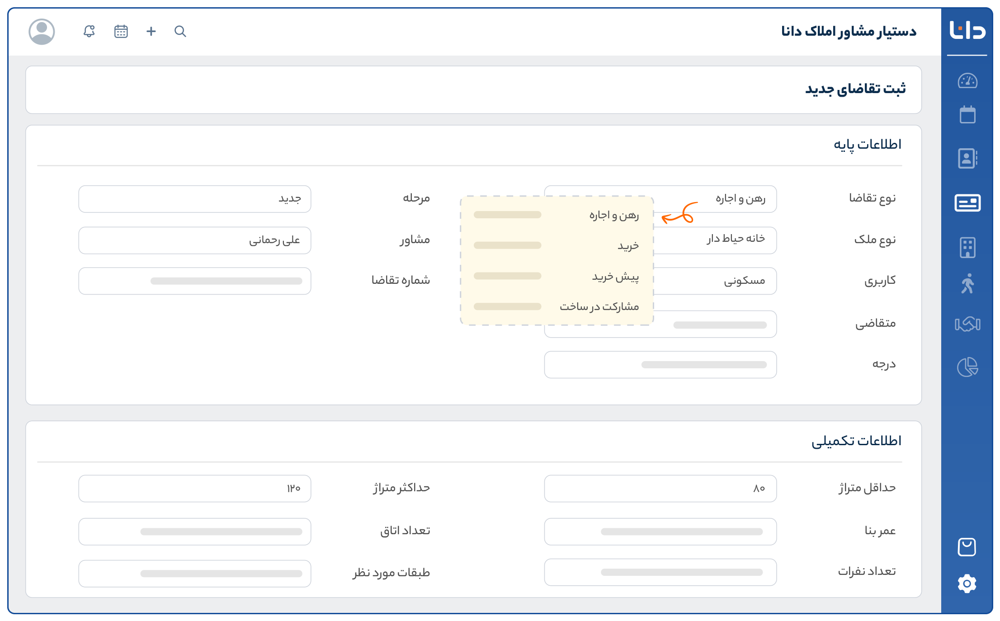 دانا
دستیار مشاور املاک دانا
ثبت تقاضای جدید
اطلاعات پایه
نوع تقاضا
رهن و اجاره
مرحله
جدید
رهن و اجاره
خرید
پیش خرید
مشارکت در ساخت
نوع ملک
خانه حیاط دار
مشاور
علی رحمانی
کاربری
مسکونی
شماره تقاضا
متقاضی
درجه
اطلاعات تکمیلی
حداقل متراژ
۸۰
حداکثر متراژ
۱۲۰
عمر بنا
تعداد اتاق
تعداد نفرات
طبقات مورد نظر